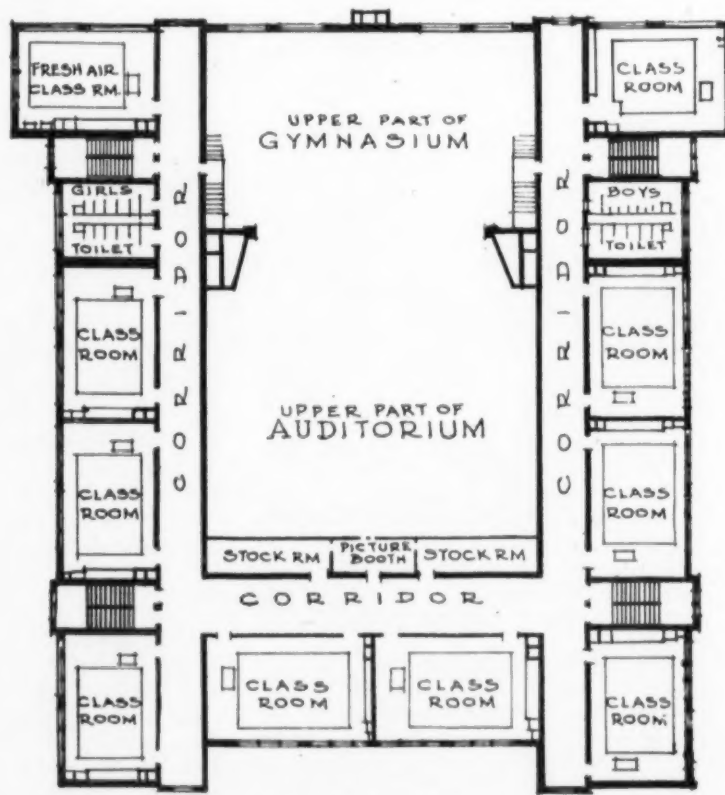 FRESH AIR
CLASS RM.
UPPER PART OF
GYMNASIUM
CLASS
ROOM
GIRLS
TOILET
BOYS
TOILET
CORRIDOR
CORRIDOR
CLASS
ROOM
CLASS
ROOM
UPPER PART OF
AUDITORIUM
CLASS
ROOM
CLASS
ROOM
STOCK RM
PICTURE
BOOTH
STOCK RM
CORRIDOR
CLASS
ROOM
CLASS
ROOM
CLASS
ROOM
CLASS
ROOM